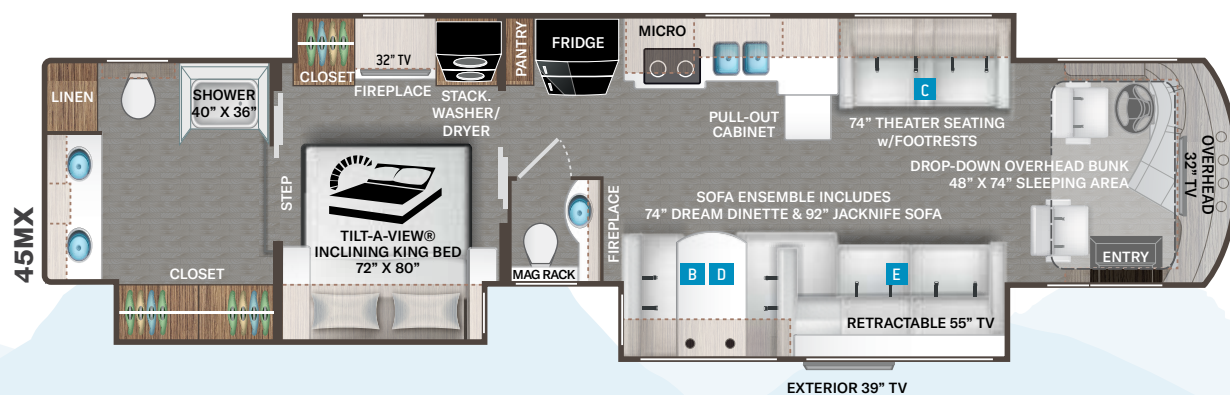 45MX
LINEN
SHOWER
40” X 36”
CLOSET
32” TV
FIREPLACE
STACK.
WASHER/
DRYER
PANTRY
FRIDGE
MICRO
PULL-OUT
CABINET
C
74” THEATER SEATING
w/FOOTRESTS
DROP-DOWN OVERHEAD BUNK
48” X 74” SLEEPING AREA
OVERHEAD
32” TV
STEP
TILT-A-VIEW®
INCLINING KING BED
72” X 80”
CLOSET
MAG RACK
FIREPLACE
SOFA ENSEMBLE INCLUDES
74” DREAM DINETTE & 92” JACKNIFE SOFA
B D
E
RETRACTABLE 55” TV
ENTRY
EXTERIOR 39” TV